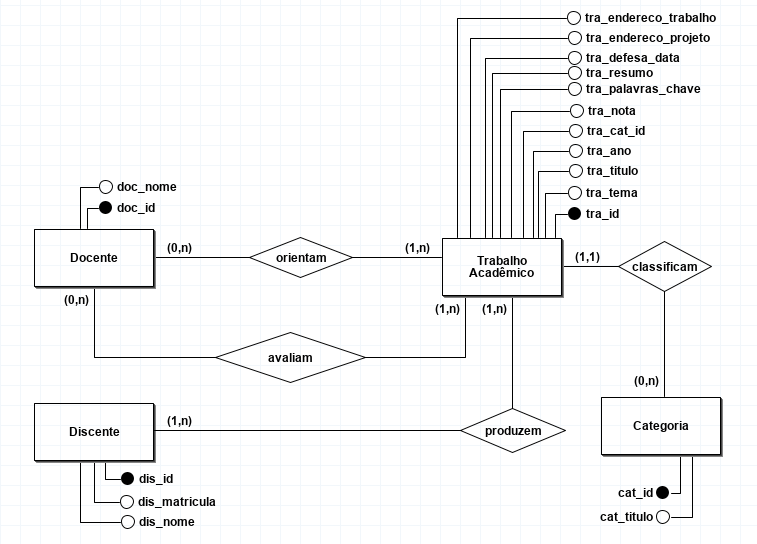 tra_endereco_trabalho
tra_endereco_projeto
tra_defesa_data
tra_resumo
tra_palavras_chave
tra_nota
tra_cat_id
tra_ano
tra_titulo
tra_tema
tra_id
doc_nome
doc_id
Docente
(0,n)
orientam
(1,n)
Trabalho
Acadêmico
(1,1)
classificam
(0,n)
(1,n)
(1,n)
avaliam
(0,n)
Discente
(1,n)
produzem
Categoria
dis_id
dis_matricula
dis_nome
cat_id
cat_titulo